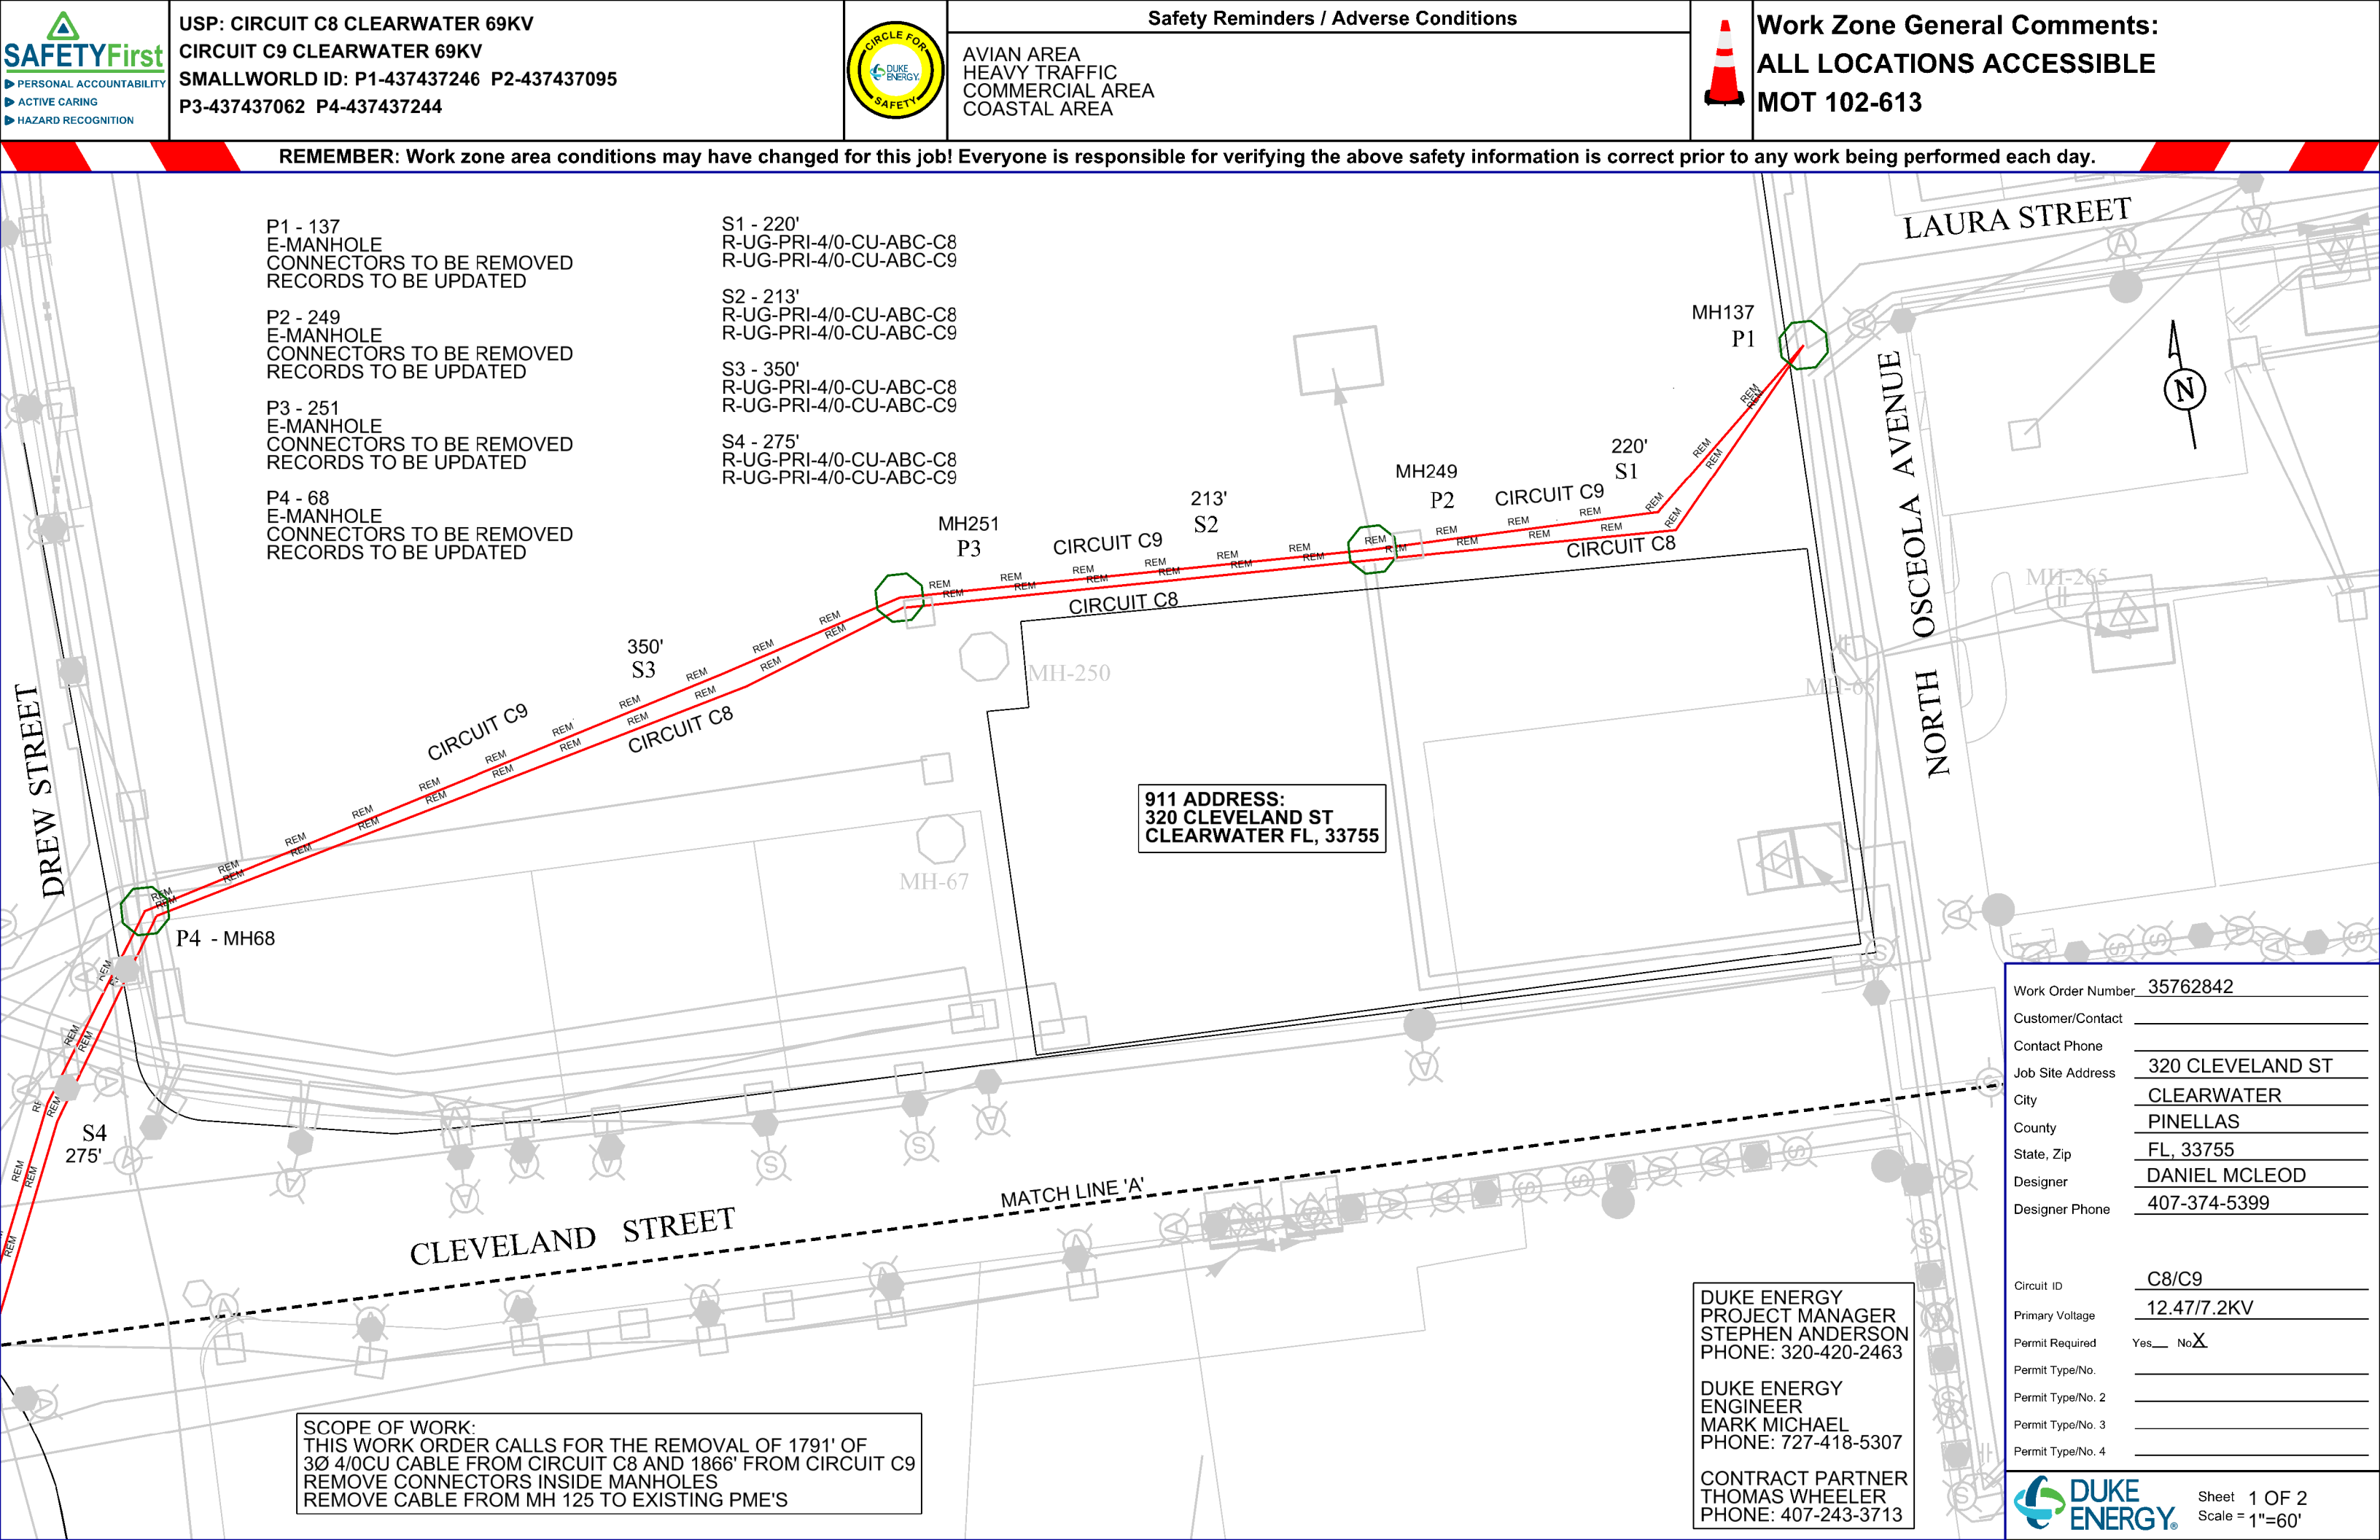 SAFETYFirst
PERSONAL ACCOUNTABILITY
ACTIVE CARING
HAZARD RECOGNITION
USP: CIRCUIT C8 CLEARWATER 69KV
CIRCUIT C9 CLEARWATER 69KV
SMALLWORLD ID: P1-437437246 P2-437437095
P3-437437062 P4-437437244
CIRCLE FOR
DUKE
ENERGY
SAFETY
Safety Reminders / Adverse Conditions
AVIAN AREA
HEAVY TRAFFIC
COMMERCIAL AREA
COASTAL AREA
Work Zone General Comments:
ALL LOCATIONS ACCESSIBLE
MOT 102-613
REMEMBER: Work zone area conditions may have changed for this job! Everyone is responsible for verifying the above safety information is correct prior to any work being performed each day.
P1 - 137
E-MANHOLE
CONNECTORS TO BE REMOVED
RECORDS TO BE UPDATED
P2 - 249
E-MANHOLE
CONNECTORS TO BE REMOVED
RECORDS TO BE UPDATED
P3 - 251
E-MANHOLE
CONNECTORS TO BE REMOVED
RECORDS TO BE UPDATED
P4 - 68
E-MANHOLE
CONNECTORS TO BE REMOVED
RECORDS TO BE UPDATED
S1 - 220'
R-UG-PRI-4/0-CU-ABC-C8
R-UG-PRI-4/0-CU-ABC-C9
S2 - 213'
R-UG-PRI-4/0-CU-ABC-C8
R-UG-PRI-4/0-CU-ABC-C9
S3 - 350'
R-UG-PRI-4/0-CU-ABC-C8
R-UG-PRI-4/0-CU-ABC-C9
S4 - 275'
R-UG-PRI-4/0-CU-ABC-C8
R-UG-PRI-4/0-CU-ABC-C9
LAURA STREET
MH137
P1
N
NORTH OSCEOLA AVENUE
220'
S1
MH249
P2
CIRCUIT C9
CIRCUIT C8
213'
S2
MH251
P3
CIRCUIT C9
CIRCUIT C8
MH-265
MH-250
350'
S3
CIRCUIT C9
CIRCUIT C8
DREW STREET
911 ADDRESS:
320 CLEVELAND ST
CLEARWATER FL, 33755
MH-67
P4 - MH68
S4
275'
REM
MATCH LINE 'A'
CLEVELAND STREET
SCOPE OF WORK:
THIS WORK ORDER CALLS FOR THE REMOVAL OF 1791' OF
3Ø 4/0CU CABLE FROM CIRCUIT C8 AND 1866' FROM CIRCUIT C9
REMOVE CONNECTORS INSIDE MANHOLES
REMOVE CABLE FROM MH 125 TO EXISTING PME'S
DUKE ENERGY
PROJECT MANAGER
STEPHEN ANDERSON
PHONE: 320-420-2463
DUKE ENERGY
ENGINEER
MARK MICHAEL
PHONE: 727-418-5307
CONTRACT PARTNER
THOMAS WHEELER
PHONE: 407-243-3713
Work Order Number 35762842
Customer/Contact
Contact Phone
Job Site Address 320 CLEVELAND ST
City CLEARWATER
County PINELLAS
State, Zip FL, 33755
Designer DANIEL MCLEOD
Designer Phone 407-374-5399
Circuit ID C8/C9
Primary Voltage 12.47/7.2KV
Permit Required Yes No X
Permit Type/No.
Permit Type/No. 2
Permit Type/No. 3
Permit Type/No. 4
DUKE
ENERGY®
Sheet 1 OF 2
Scale = 1"=60'